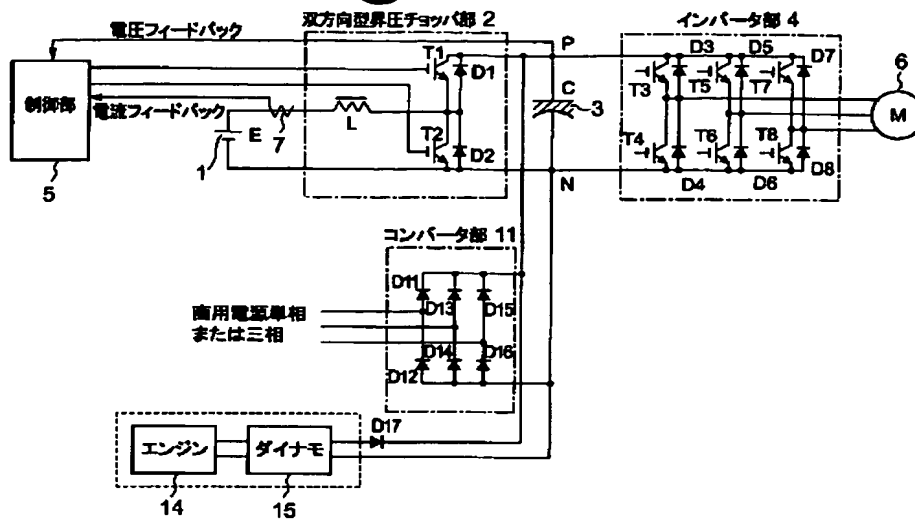 双方向型昇圧チョッパ部 2
インバータ部 4
電圧フィードバック
P
T1
D1
D3
D5
D7
6
制御部
C
3
T3
T5
T7
M
電流フィードバック
E
7
L
T2
D2
T4
T6
T8
D8
1
5
N
D4
D6
コンバータ部 11
D11
D13
D15
商用電源単相
または三相
D14
D16
D12
D17
エンジン
ダイナモ
14
15